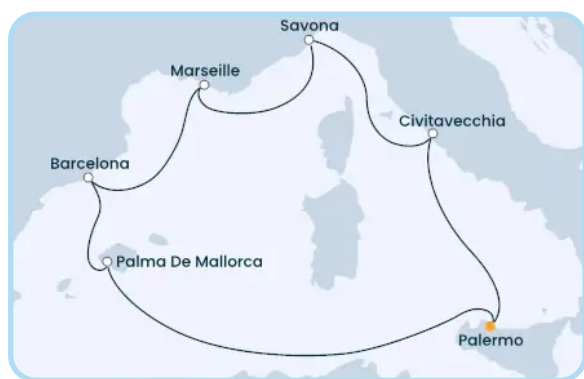 Savona
Marseille
Civitavecchia
Barcelona
Palma De Mallorca
Palermo